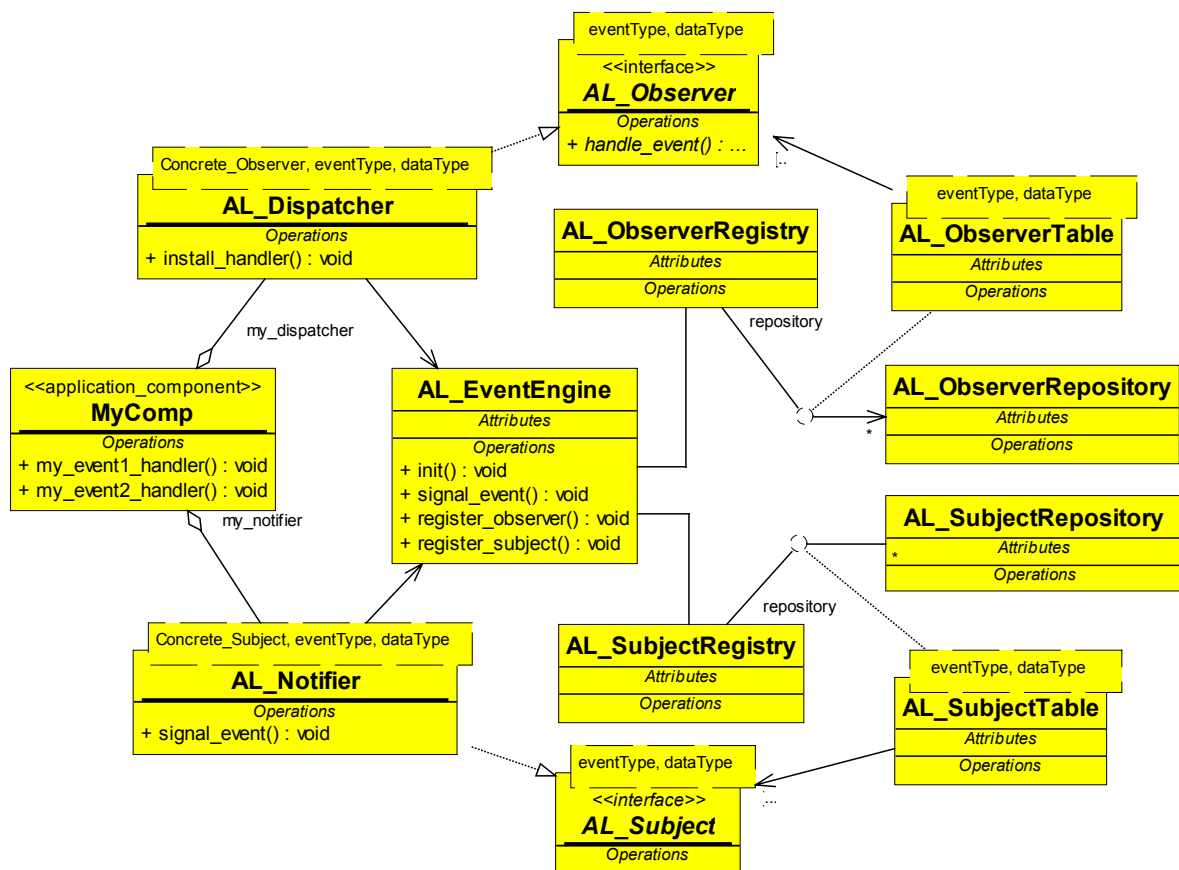 eventType, dataType
<<interface>>
AL_Observer
Operations
+ handle_event() : ...
[...
Concrete_Observer, eventType, dataType
AL_Dispatcher
Operations
+ install_handler() : void
eventType, dataType
AL_ObserverTable
Attributes
Operations
AL_ObserverRegistry
Attributes
Operations
my_dispatcher
repository
<<application_component>>
MyComp
Operations
+ my_event1_handler() : void
+ my_event2_handler() : void
AL_EventEngine
Attributes
Operations
+ init() : void
+ signal_event() : void
+ register_observer() : void
+ register_subject() : void
AL_ObserverRepository
Attributes
Operations
*
my_notifier
AL_SubjectRepository
Attributes
Operations
*
repository
Concrete_Subject, eventType, dataType
AL_Notifier
Operations
+ signal_event() : void
AL_SubjectRegistry
Attributes
Operations
eventType, dataType
AL_SubjectTable
Attributes
Operations
eventType, dataType
<<interface>>
AL_Subject
Operations
[...